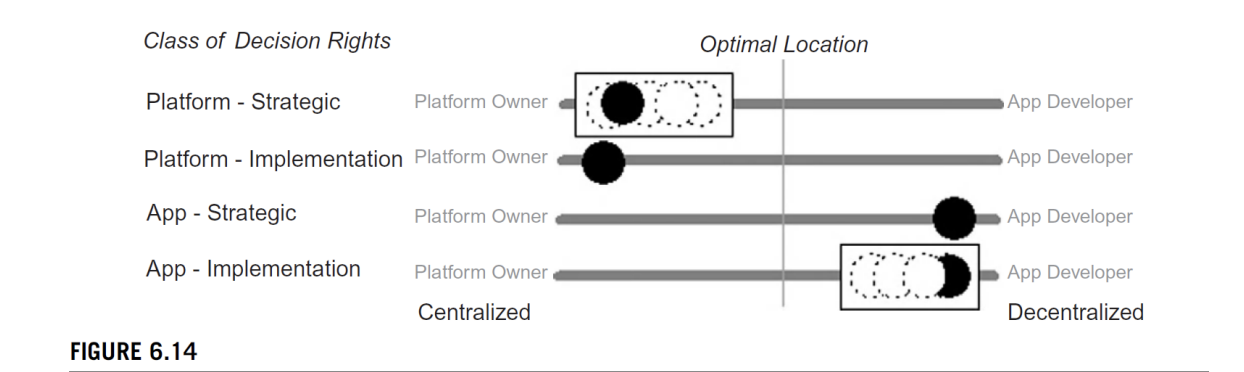 Class of Decision Rights Optimal Location
Platform - Strategic Platform Owner App Developer
Platform - Implementation Platform Owner App Developer
App - Strategic Platform Owner App Developer
App - Implementation Platform Owner App Developer
Centralized Decentralized
FIGURE 6.14